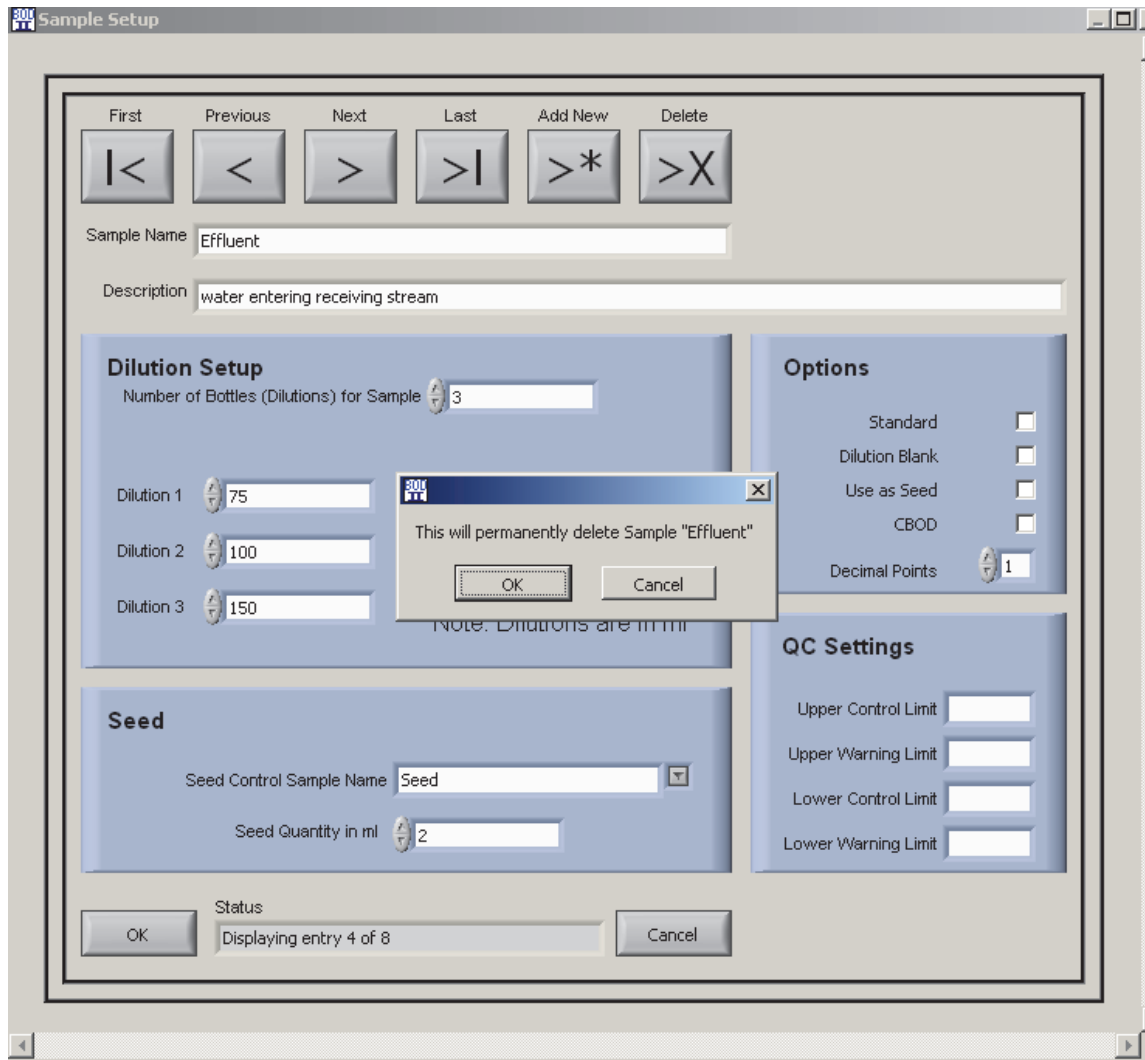 BOD Sample Setup
First Previous Next Last Add New Delete
|< < > >| >* >X
Sample Name Effluent
Description water entering receiving stream
Dilution Setup
Number of Bottles (Dilutions) for Sample 3
Dilution 1 75
Dilution 2 100
Dilution 3 150
Note: Dilutions are in ml
BOD
This will permanently delete Sample "Effluent"
OK Cancel
Options
Standard
Dilution Blank
Use as Seed
CBOD
Decimal Points 1
Seed
Seed Control Sample Name Seed
Seed Quantity in ml 2
QC Settings
Upper Control Limit
Upper Warning Limit
Lower Control Limit
Lower Warning Limit
Status
OK Displaying entry 4 of 8 Cancel